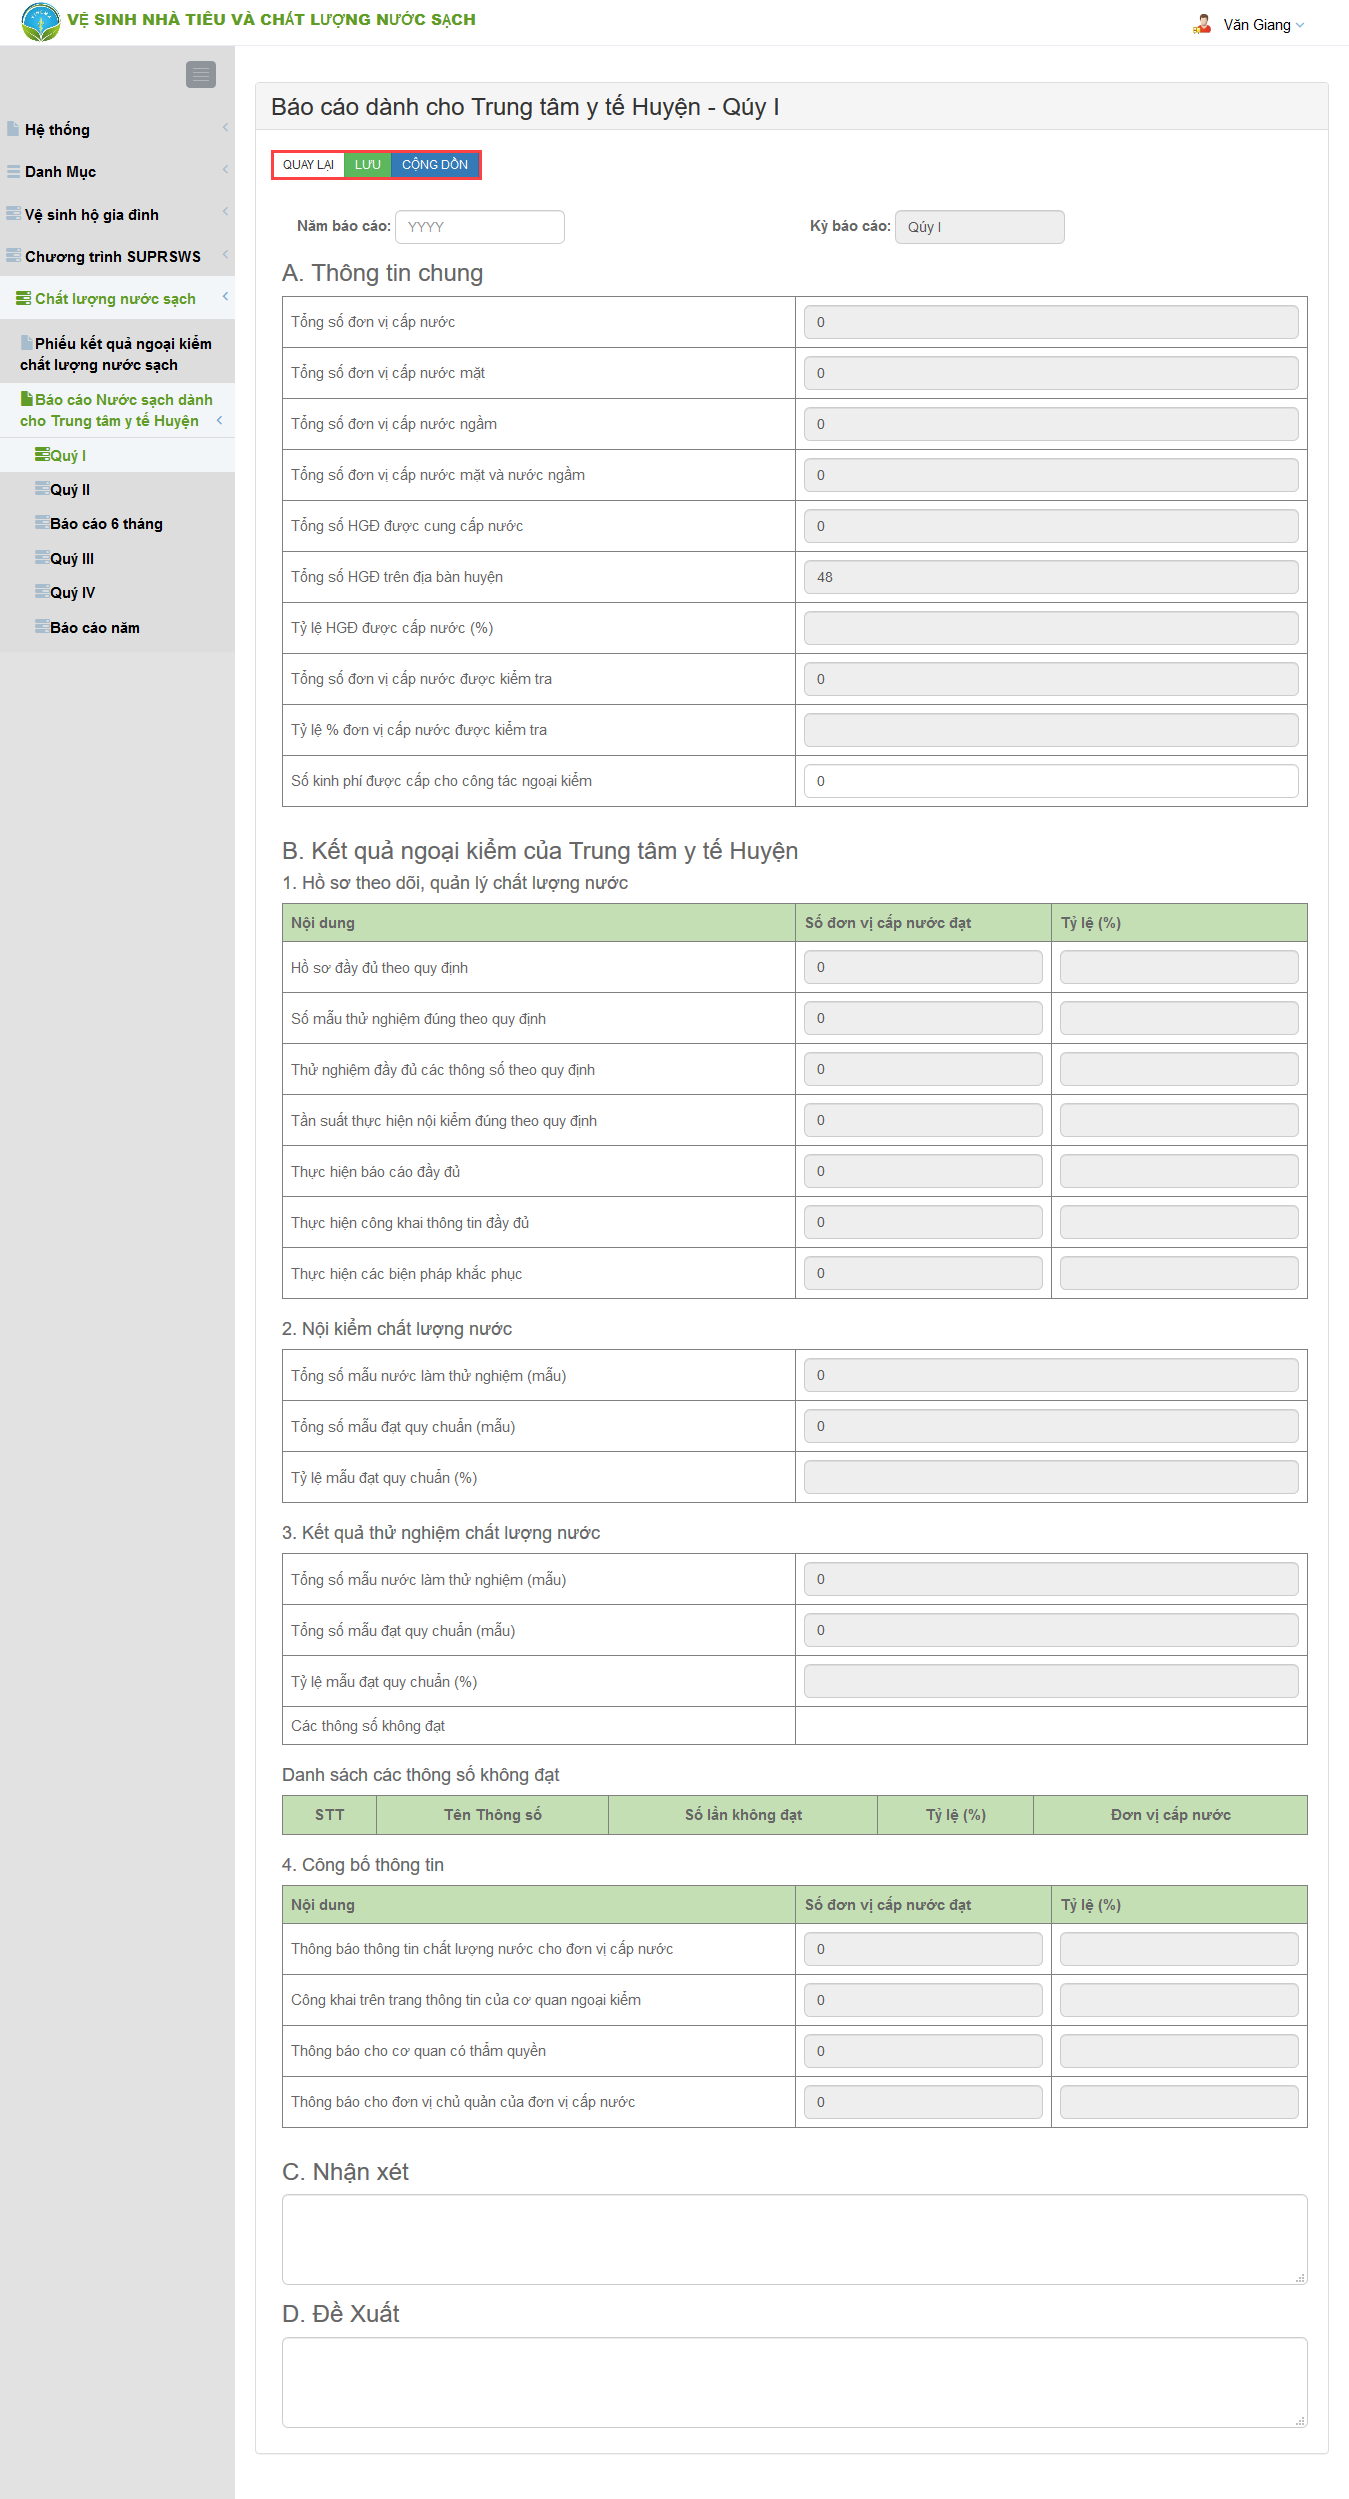 VỆ SINH NHÀ TIÊU VÀ CHẤT LƯỢNG NƯỚC SẠCH
Văn Giang
Hệ thống
Danh Mục
Vệ sinh hộ gia đình
Chương trình SUPRSWS
Chất lượng nước sạch
Phiếu kết quả ngoại kiểm
chất lượng nước sạch
Báo cáo Nước sạch dành
cho Trung tâm y tế Huyện
Quý I
Quý II
Báo cáo 6 tháng
Quý III
Quý IV
Báo cáo năm
Báo cáo dành cho Trung tâm y tế Huyện - Qúy I
QUAY LẠI LƯU CỘNG DỒN
Năm báo cáo: YYYY Kỳ báo cáo: Qúy I
A. Thông tin chung
Tổng số đơn vị cấp nước 0
Tổng số đơn vị cấp nước mặt 0
Tổng số đơn vị cấp nước ngầm 0
Tổng số đơn vị cấp nước mặt và nước ngầm 0
Tổng số HGĐ được cung cấp nước 0
Tổng số HGĐ trên địa bàn huyện 48
Tỷ lệ HGĐ được cấp nước (%)
Tổng số đơn vị cấp nước được kiểm tra 0
Tỷ lệ % đơn vị cấp nước được kiểm tra
Số kinh phí được cấp cho công tác ngoại kiểm 0
B. Kết quả ngoại kiểm của Trung tâm y tế Huyện
1. Hồ sơ theo dõi, quản lý chất lượng nước
Nội dung Số đơn vị cấp nước đạt Tỷ lệ (%)
Hồ sơ đầy đủ theo quy định 0
Số mẫu thử nghiệm đúng theo quy định 0
Thử nghiệm đầy đủ các thông số theo quy định 0
Tần suất thực hiện nội kiểm đúng theo quy định 0
Thực hiện báo cáo đầy đủ 0
Thực hiện công khai thông tin đầy đủ 0
Thực hiện các biện pháp khắc phục 0
2. Nội kiểm chất lượng nước
Tổng số mẫu nước làm thử nghiệm (mẫu) 0
Tổng số mẫu đạt quy chuẩn (mẫu) 0
Tỷ lệ mẫu đạt quy chuẩn (%)
3. Kết quả thử nghiệm chất lượng nước
Tổng số mẫu nước làm thử nghiệm (mẫu) 0
Tổng số mẫu đạt quy chuẩn (mẫu) 0
Tỷ lệ mẫu đạt quy chuẩn (%)
Các thông số không đạt
Danh sách các thông số không đạt
STT Tên Thông số Số lần không đạt Tỷ lệ (%) Đơn vị cấp nước
4. Công bố thông tin
Nội dung Số đơn vị cấp nước đạt Tỷ lệ (%)
Thông báo thông tin chất lượng nước cho đơn vị cấp nước 0
Công khai trên trang thông tin của cơ quan ngoại kiểm 0
Thông báo cho cơ quan có thẩm quyền 0
Thông báo cho đơn vị chủ quản của đơn vị cấp nước 0
C. Nhận xét
D. Đề Xuất